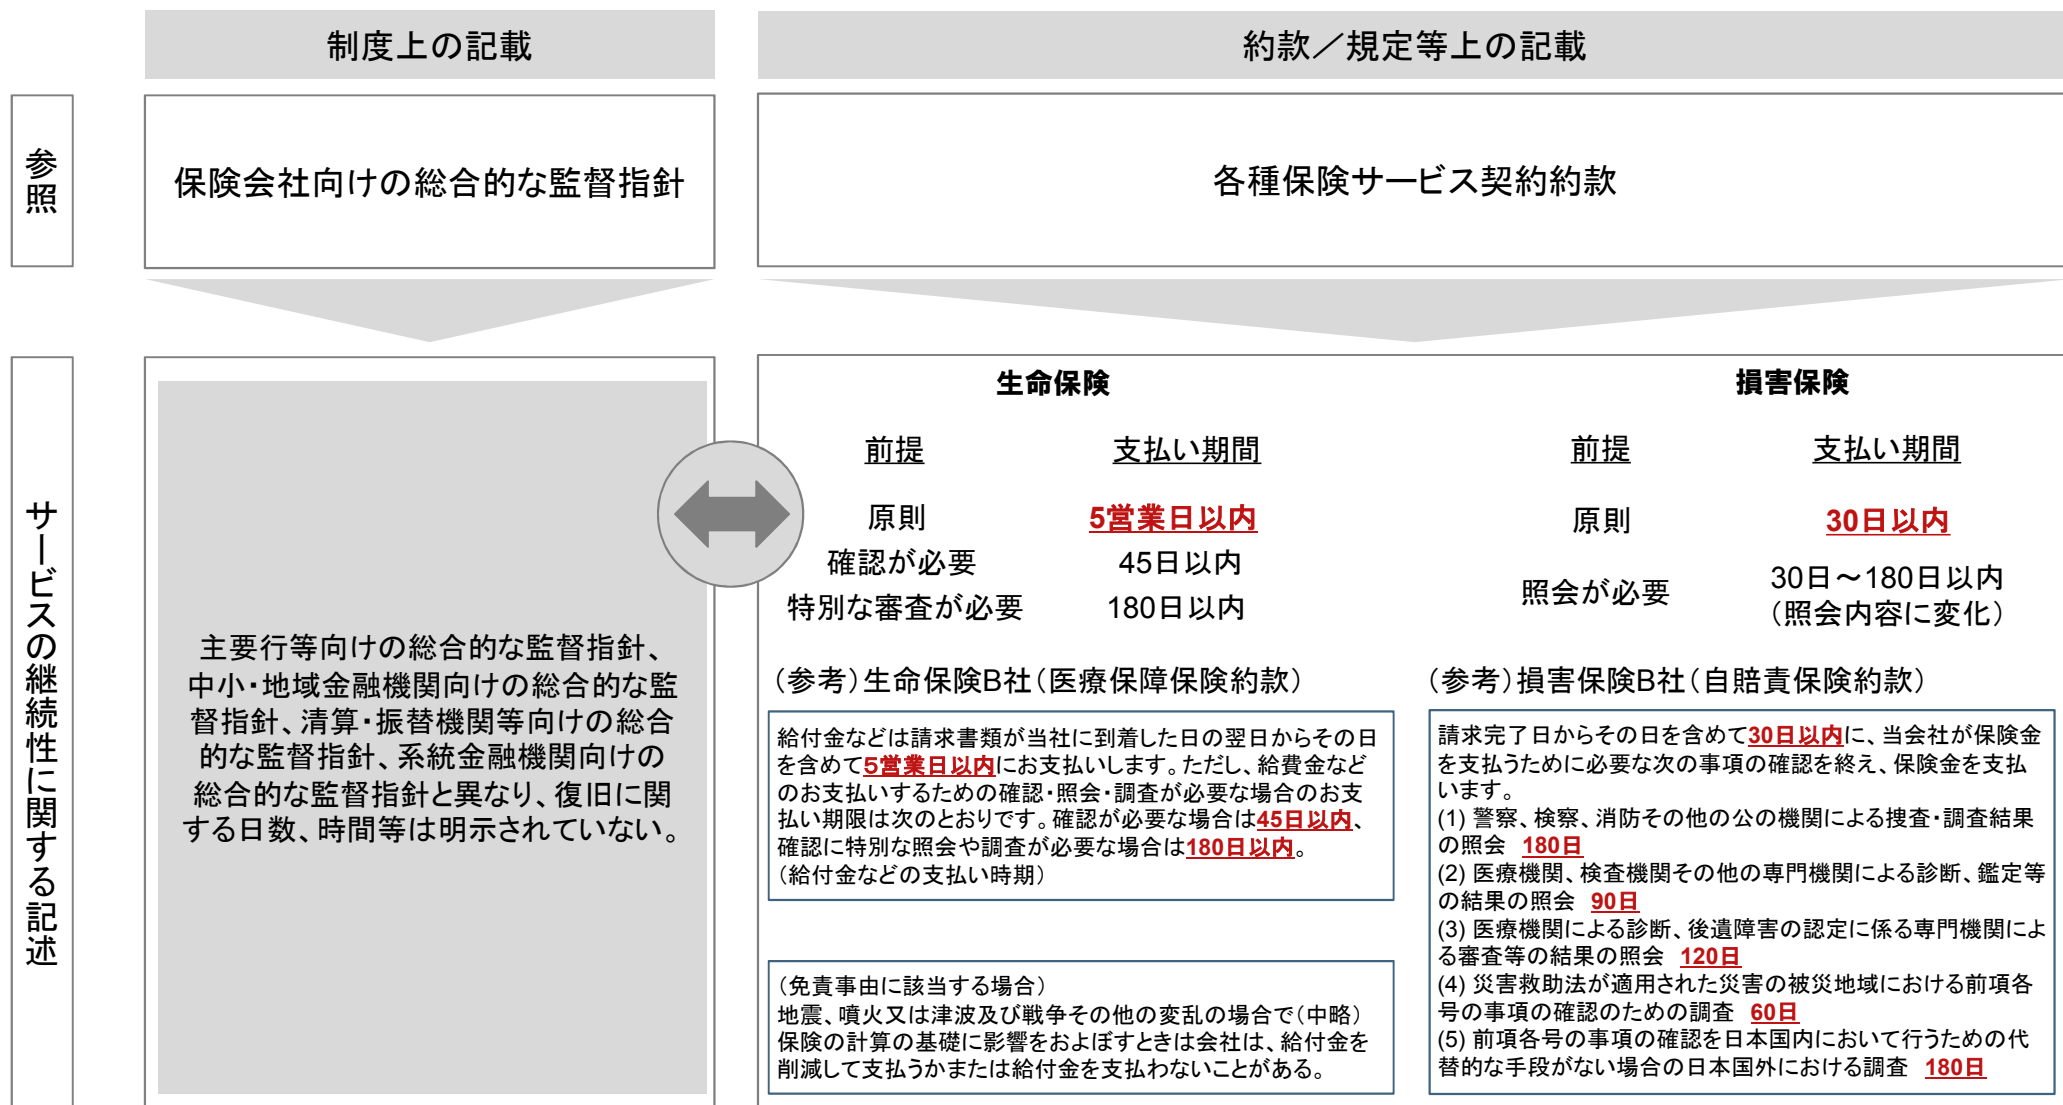 制度上の記載
約款／規定等上の記載
参照
保険会社向けの総合的な監督指針
各種保険サービス契約約款
サービスの継続性に関する記述
主要行等向けの総合的な監督指針、
中小・地域金融機関向けの総合的な監
督指針、清算・振替機関等向けの総合
的な監督指針、系統金融機関向けの
総合的な監督指針と異なり、復旧に関
する日数、時間等は明示されていない。
生命保険
前提 支払い期間
原則 5営業日以内
確認が必要 45日以内
特別な審査が必要 180日以内
(参考)生命保険B社(医療保障保険約款)
給付金などは請求書類が当社に到着した日の翌日からその日
を含めて5営業日以内にお支払いします。ただし、給費金など
のお支払いするための確認・照会・調査が必要な場合のお支
払い期限は次のとおりです。確認が必要な場合は45日以内、
確認に特別な照会や調査が必要な場合は180日以内。
(給付金などの支払い時期)
(免責事由に該当する場合)
地震、噴火又は津波及び戦争その他の変乱の場合で(中略)
保険の計算の基礎に影響をおよぼすときは会社は、給付金を
削減して支払うかまたは給付金を支払わないことがある。
損害保険
前提 支払い期間
原則 30日以内
照会が必要 30日～180日以内
(照会内容に変化)
(参考)損害保険B社(自賠責保険約款)
請求完了日からその日を含めて30日以内に、当会社が保険金
を支払うために必要な次の事項の確認を終え、保険金を支払
います。
(1) 警察、検察、消防その他の公の機関による捜査・調査結果
の照会 180日
(2) 医療機関、検査機関その他の専門機関による診断、鑑定等
の結果の照会 90日
(3) 医療機関による診断、後遺障害の認定に係る専門機関によ
る審査等の結果の照会 120日
(4) 災害救助法が適用された災害の被災地域における前項各
号の事項の確認のための調査 60日
(5) 前項各号の事項の確認を日本国内において行うための代
替的な手段がない場合の日本国外における調査 180日